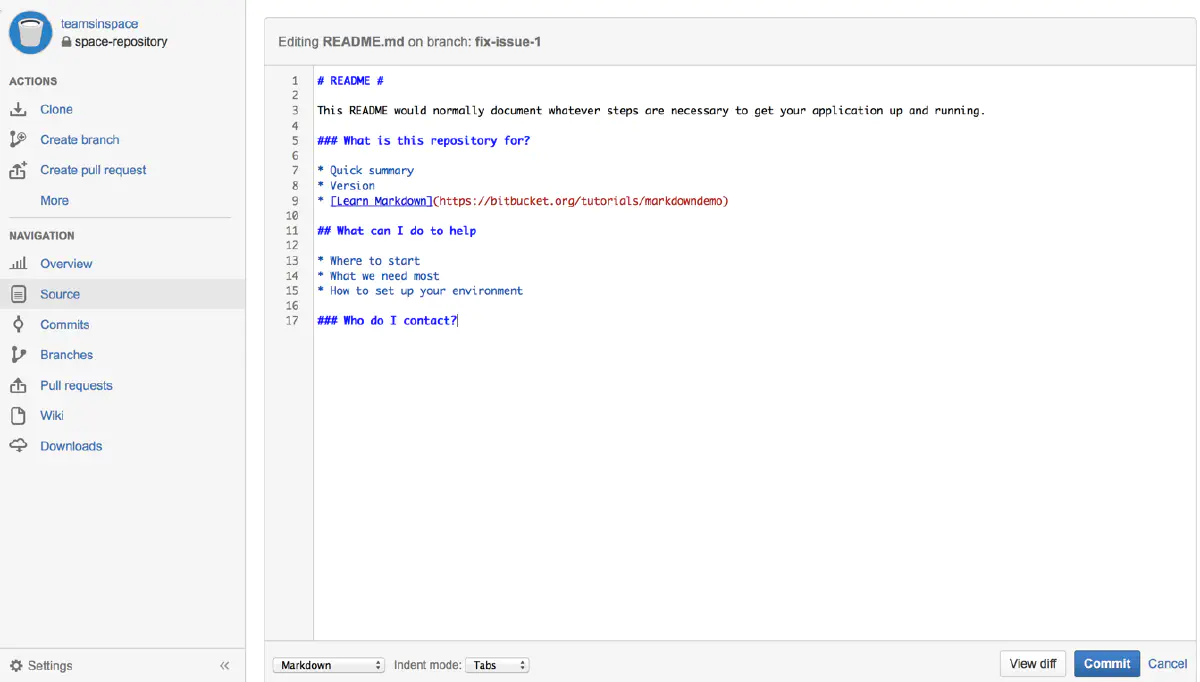 teamsinspace
space-repository
ACTIONS
Clone
Create branch
Create pull request
More
NAVIGATION
Overview
Source
Commits
Branches
Pull requests
Wiki
Downloads
Settings
Editing README.md on branch: fix-issue-1
1 # README #
2
3 This README would normally document whatever steps are necessary to get your application up and running.
4
5 ### What is this repository for?
6
7 * Quick summary
8 * Version
9 * [Learn Markdown](https://bitbucket.org/tutorials/markdowndemo)
10
11 ## What can I do to help
12
13 * Where to start
14 * What we need most
15 * How to set up your environment
16
17 ### Who do I contact?
Markdown Indent mode: Tabs View diff Commit Cancel